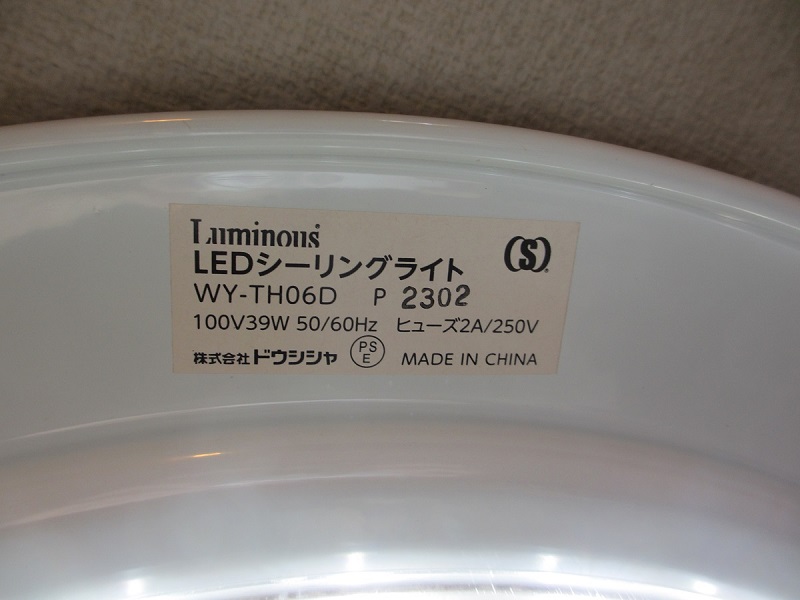 Luminous
LEDシーリングライト
(S)
WY-TH06D P 2302
100V39W 50/60Hz ヒューズ2A/250V
株式会社ドウシシャ PSE MADE IN CHINA